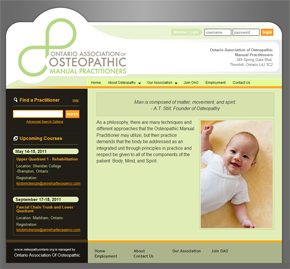 username
password
login
ONTARIO ASSOCIATION OF
OSTEOPATHIC
MANUAL PRACTITIONERS
Ontario Association of Osteopathic
Manual Practitioners
Thornhill, Ontario L4J 5C2
Home
About Osteopathy
Our Association
Join OAO
Employment
Contact Us
Find a Practitioner
Help
search
Advanced Search Options
Upcoming Courses
May 14-15, 2011
Upper Quadrant 1 - Rehabilitation
Location: Sheridan College
Brampton, Ontario
Registration:
September 17-18, 2011
Fascial Chain Trunk and Lower
Quadrant
Location: Markham, Ontario
Registration:
Man is composed of matter, movement, and spirit.
- A.T. Still, Founder of Osteopathy
As a philosophy, there are many techniques and
different approaches that the Osteopathic Manual
Practitioner may utilize, but their practice
demands that the body be addressed as an
integrated unit through principles in practice and
respect be given to all of the components of the
patient: Body, Mind, and Spirit.
www.osteopathyontario.org is managed by
Ontario Association Of Osteopathic
Home
About
Our Association
Join OAO
Employment
Contact Us